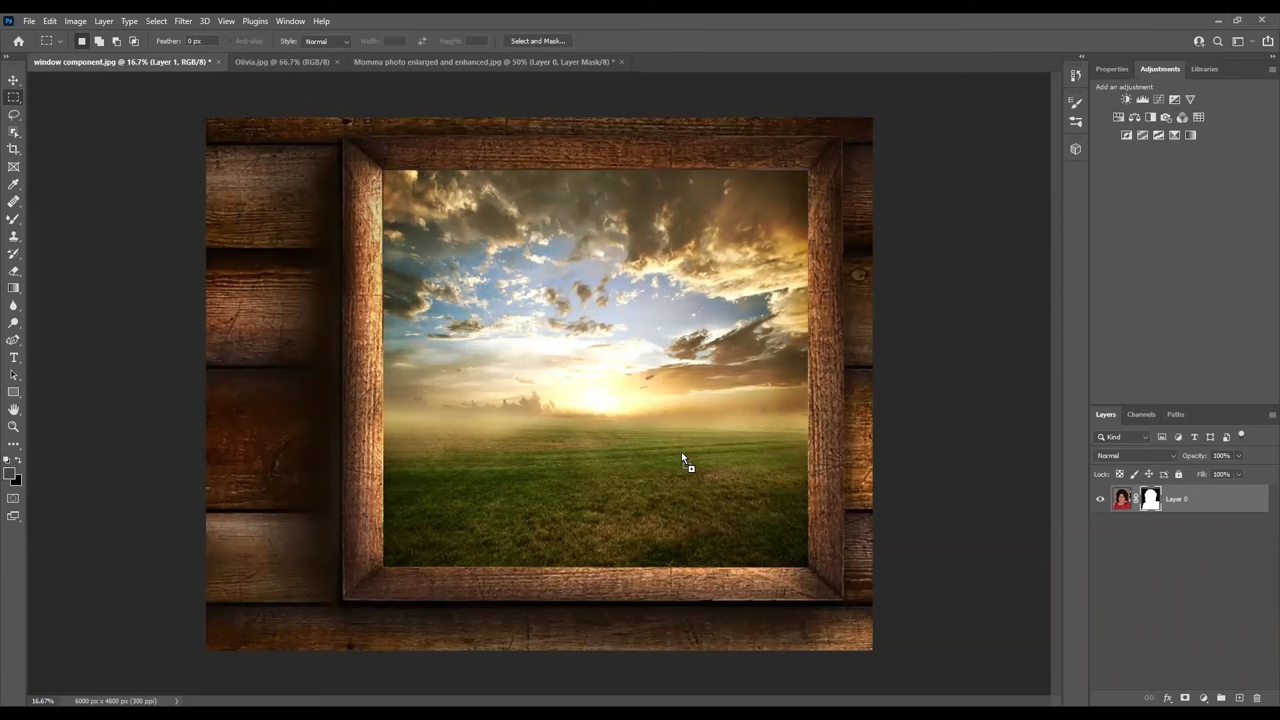 Ps File Edit Image Layer Type Select Filter 3D View Plugins Window Help
Feather: 0 px Anti-alias Style: Normal Width: Height: Select and Mask...
window component.jpg @ 16.7% (Layer 1, RGB/8) * × Olivia.jpg @ 66.7% (RGB/8) × Momma photo enlarged and enhanced.jpg @ 50% (Layer 0, Layer Mask/8) * ×
Properties Adjustments Libraries
Add an adjustment
Layers Channels Paths
Kind
Normal Opacity: 100%
Lock: Fill: 100%
Layer 0
16.67% 6000 px x 4800 px (300 ppi)